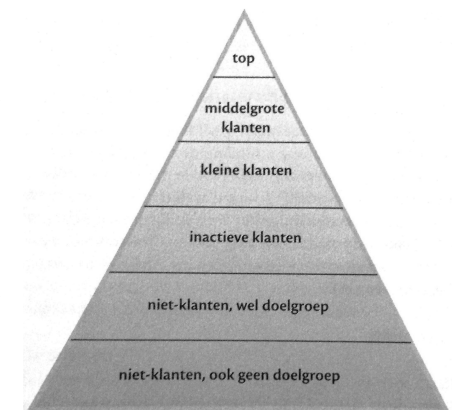 top
middelgrote
klanten
kleine klanten
inactieve klanten
niet-klanten, wel doelgroep
niet-klanten, ook geen doelgroep